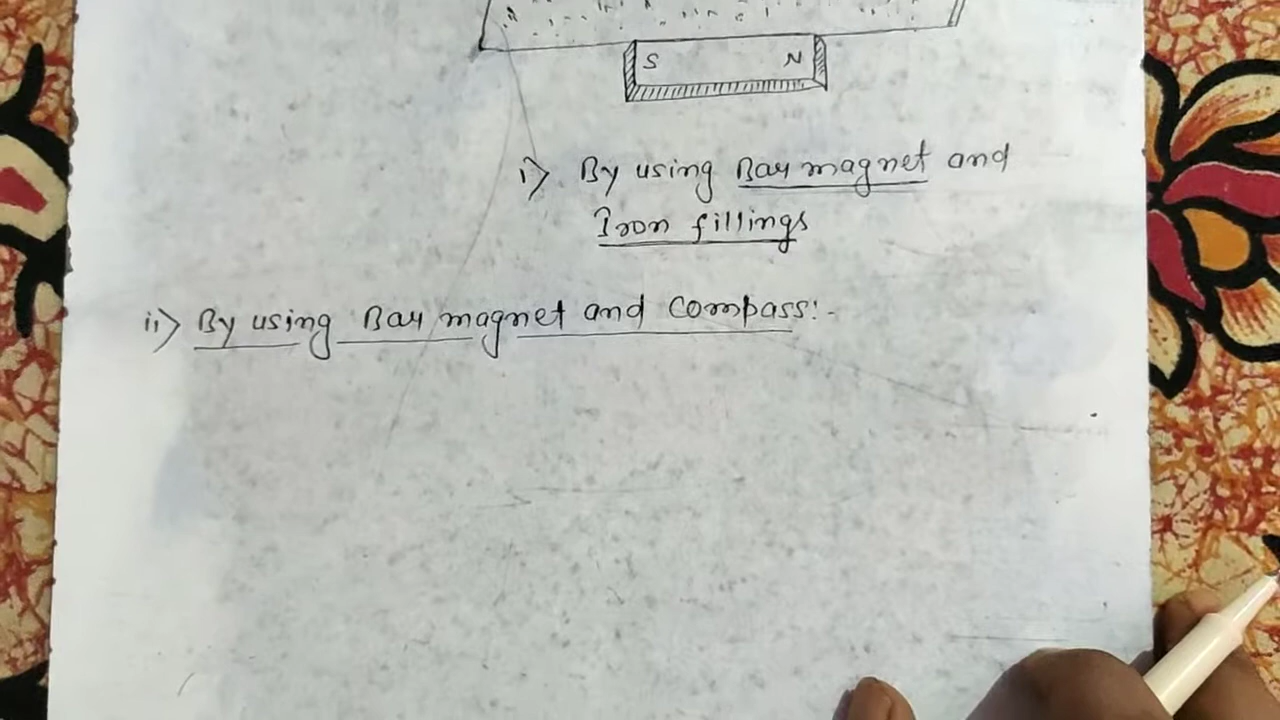 S N
i) By using Bar magnet and
Iron fillings
ii) By using Bar magnet and Compass:-